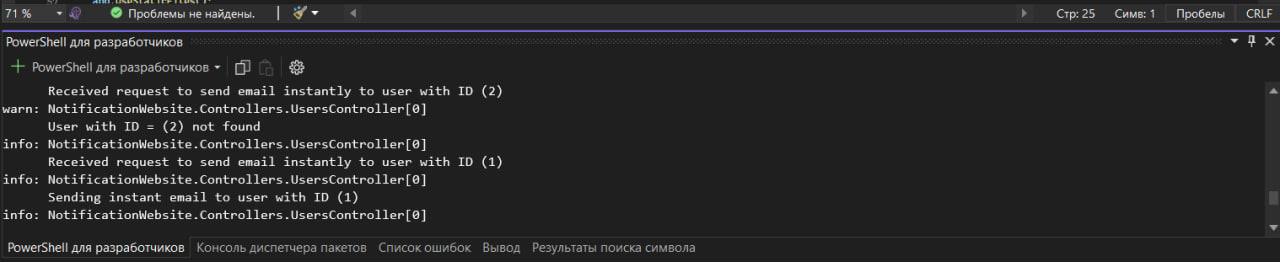 71 %
Проблемы не найдены.
Стр: 25
Симв: 1
Пробелы
CRLF
PowerShell для разработчиков
PowerShell для разработчиков
Received request to send email instantly to user with ID (2)
warn: NotificationWebsite.Controllers.UsersController[0]
User with ID = (2) not found
info: NotificationWebsite.Controllers.UsersController[0]
Received request to send email instantly to user with ID (1)
info: NotificationWebsite.Controllers.UsersController[0]
Sending instant email to user with ID (1)
info: NotificationWebsite.Controllers.UsersController[0]
PowerShell для разработчиков
Консоль диспетчера пакетов
Список ошибок
Вывод
Результаты поиска символа